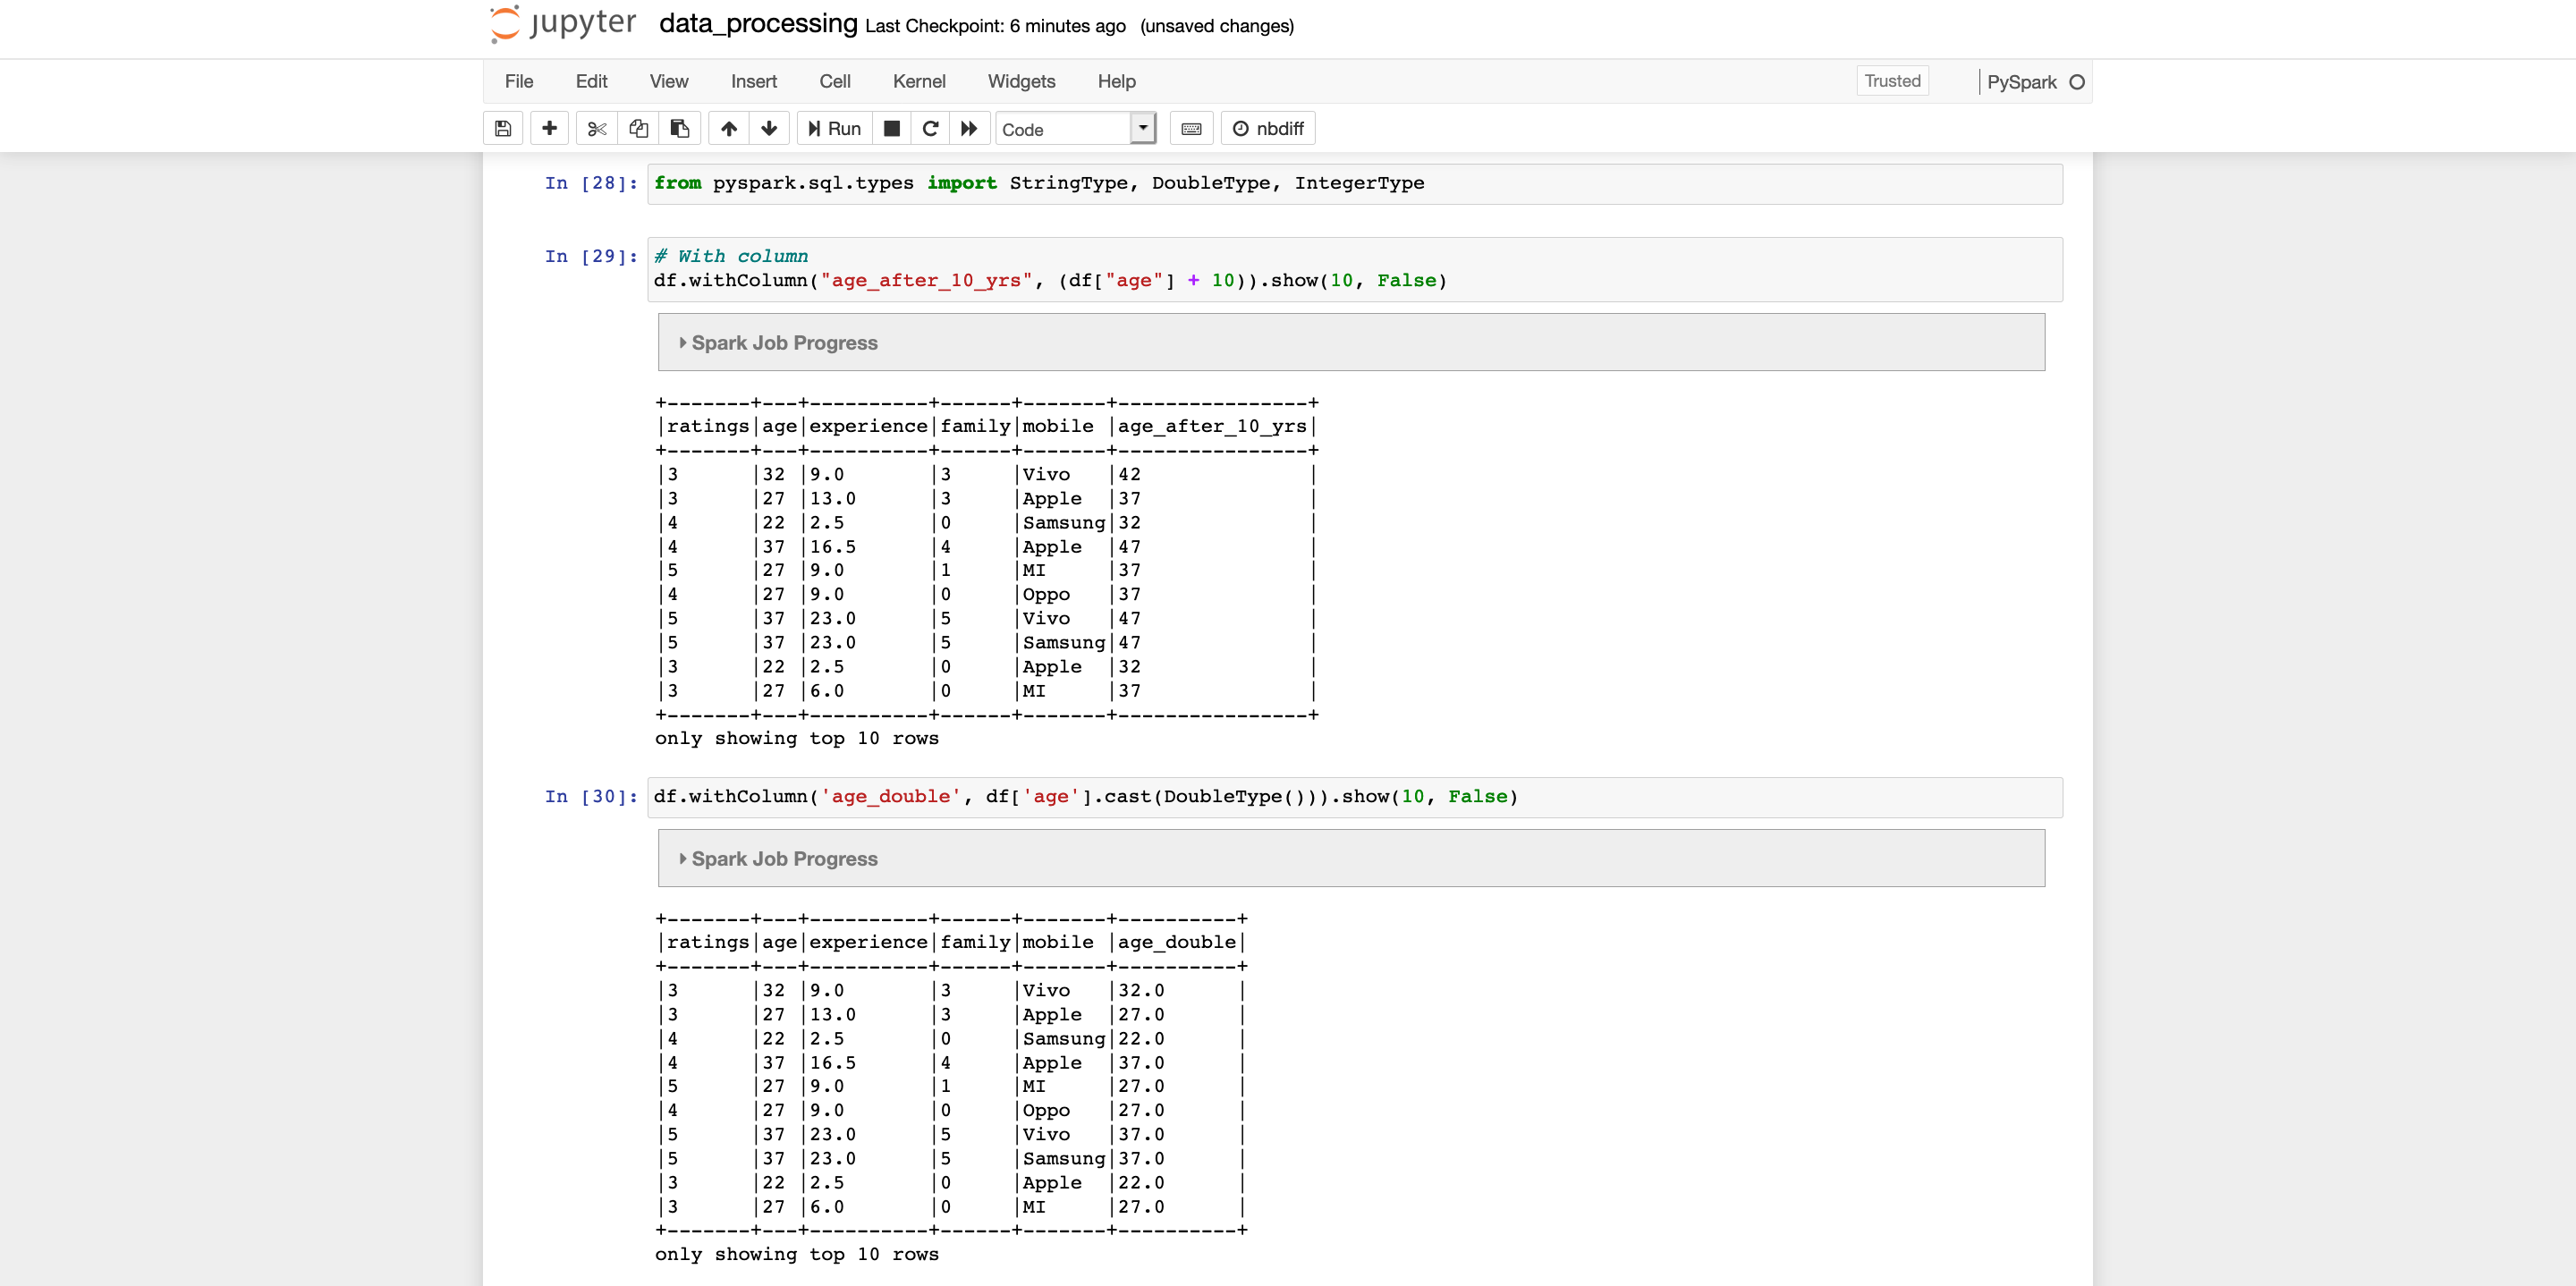 jupyter data_processing Last Checkpoint: 6 minutes ago (unsaved changes)
File Edit View Insert Cell Kernel Widgets Help Trusted PySpark
Run Code nbdiff
In [28]: from pyspark.sql.types import StringType, DoubleType, IntegerType
In [29]: # With column
df.withColumn("age_after_10_yrs", (df["age"] + 10)).show(10, False)
Spark Job Progress
+-------+---+----------+------+-------+----------------+
|ratings|age|experience|family|mobile |age_after_10_yrs|
+-------+---+----------+------+-------+----------------+
|3      |32 |9.0       |3     |Vivo   |42              |
|3      |27 |13.0      |3     |Apple  |37              |
|4      |22 |2.5       |0     |Samsung|32              |
|4      |37 |16.5      |4     |Apple  |47              |
|5      |27 |9.0       |1     |MI     |37              |
|4      |27 |9.0       |0     |Oppo   |37              |
|5      |37 |23.0      |5     |Vivo   |47              |
|5      |37 |23.0      |5     |Samsung|47              |
|3      |22 |2.5       |0     |Apple  |32              |
|3      |27 |6.0       |0     |MI     |37              |
+-------+---+----------+------+-------+----------------+
only showing top 10 rows
In [30]: df.withColumn('age_double', df['age'].cast(DoubleType())).show(10, False)
Spark Job Progress
+-------+---+----------+------+-------+----------+
|ratings|age|experience|family|mobile |age_double|
+-------+---+----------+------+-------+----------+
|3      |32 |9.0       |3     |Vivo   |32.0      |
|3      |27 |13.0      |3     |Apple  |27.0      |
|4      |22 |2.5       |0     |Samsung|22.0      |
|4      |37 |16.5      |4     |Apple  |37.0      |
|5      |27 |9.0       |1     |MI     |27.0      |
|4      |27 |9.0       |0     |Oppo   |27.0      |
|5      |37 |23.0      |5     |Vivo   |37.0      |
|5      |37 |23.0      |5     |Samsung|37.0      |
|3      |22 |2.5       |0     |Apple  |22.0      |
|3      |27 |6.0       |0     |MI     |27.0      |
+-------+---+----------+------+-------+----------+
only showing top 10 rows